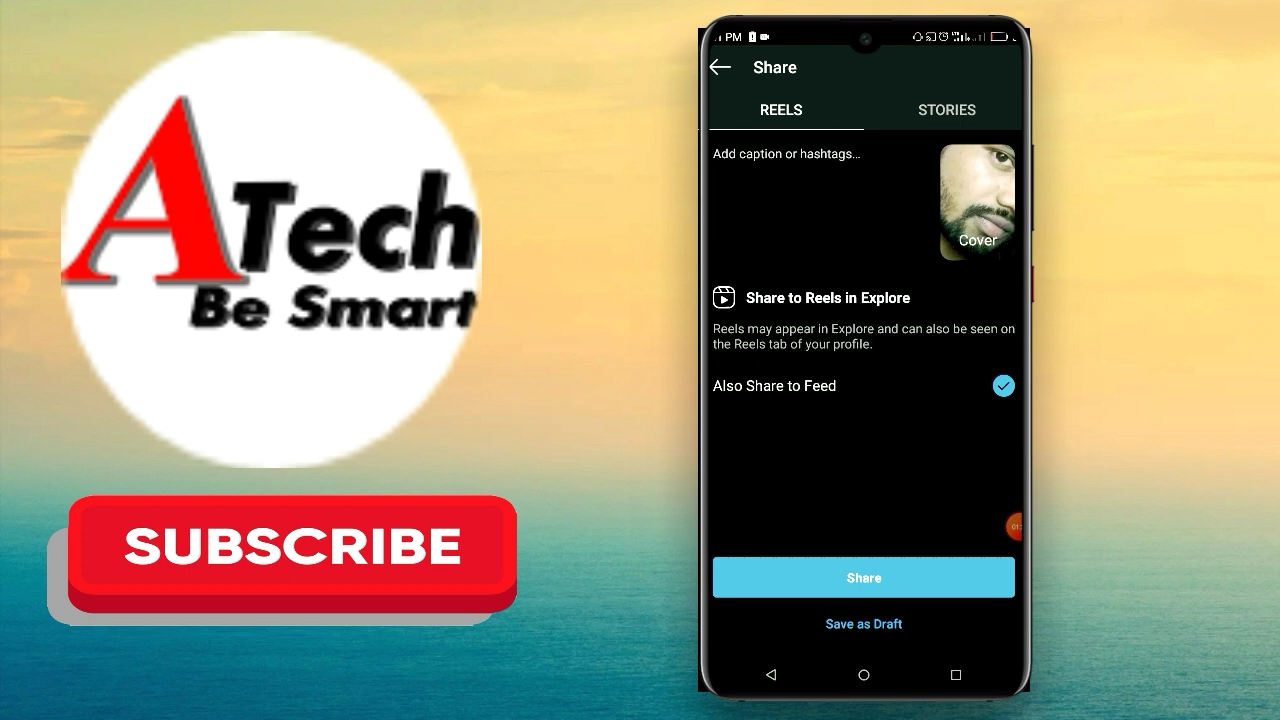 A Tech
Be Smart
SUBSCRIBE
PM
Share
REELS
STORIES
Add caption or hashtags...
Cover
Share to Reels in Explore
Reels may appear in Explore and can also be seen on
the Reels tab of your profile.
Also Share to Feed
Share
Save as Draft